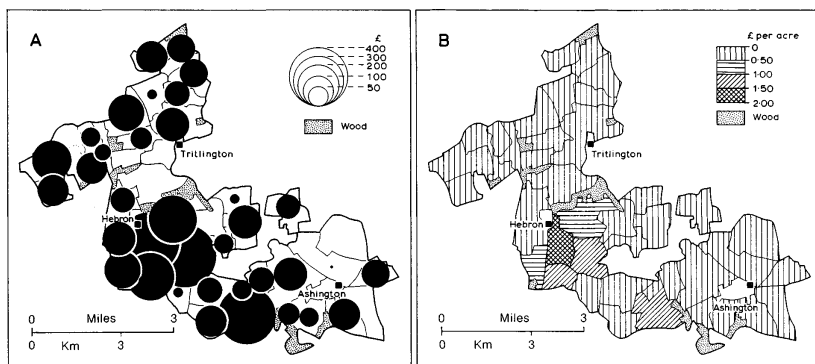 A
£
400
300
200
100
50
Wood
Tritlington
Hebron
Ashington
Miles
0 3 3
0 Km 3
B
£ per acre
0
0·50
1·00
1·50
2·00
Wood
Tritlington
Hebron
Ashington
Miles
0 3
0 Km 3